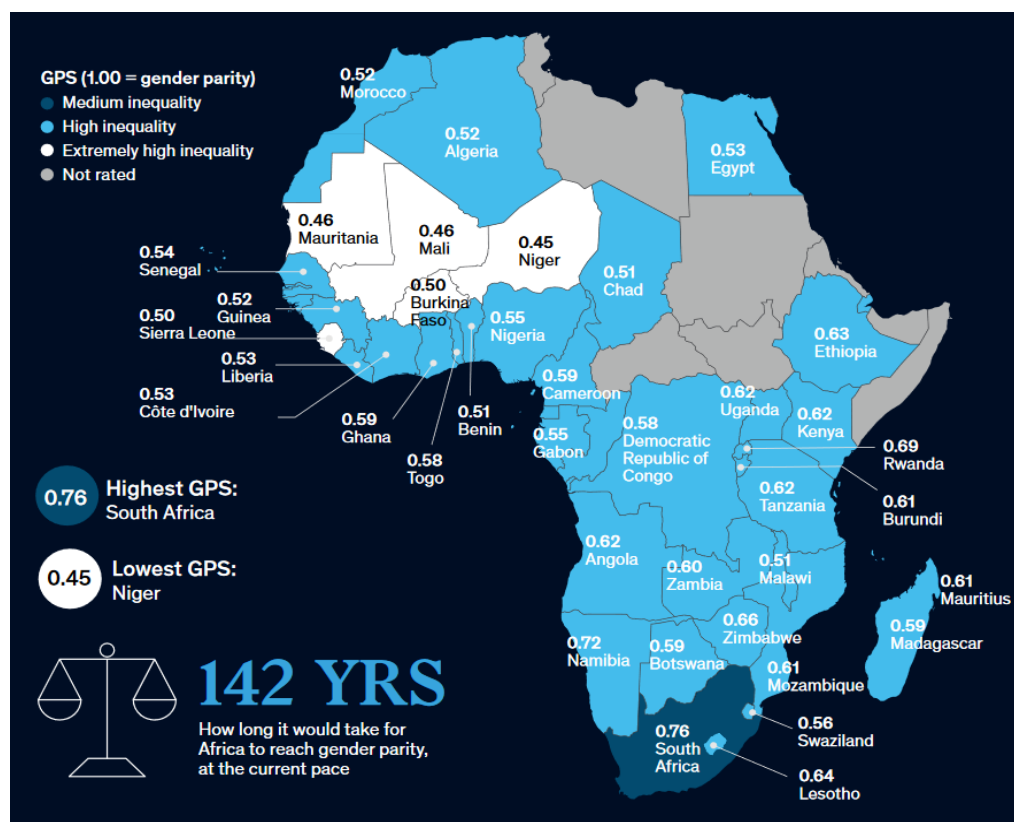 GPS (1.00 = gender parity)
Medium inequality
High inequality
Extremely high inequality
Not rated
0.52
Morocco
0.52
Algeria
0.53
Egypt
0.46
Mauritania
0.46
Mali
0.45
Niger
0.54
Senegal
0.51
Chad
0.50
Burkina
Faso
0.52
Guinea
0.50
Sierra Leone
0.55
Nigeria
0.63
Ethiopia
0.53
Liberia
0.53
Côte d'Ivoire
0.59
Cameroon
0.62
Uganda
0.62
Kenya
0.59
Ghana
0.51
Benin
0.58
Togo
0.55
Gabon
0.58
Democratic
Republic of
Congo
0.69
Rwanda
0.61
Burundi
0.62
Tanzania
0.76
Highest GPS:
South Africa
0.62
Angola
0.60
Zambia
0.51
Malawi
0.45
Lowest GPS:
Niger
0.61
Mauritius
0.59
Madagascar
0.66
Zimbabwe
0.72
Namibia
0.59
Botswana
0.61
Mozambique
0.56
Swaziland
0.76
South
Africa
0.64
Lesotho
142 YRS
How long it would take for
Africa to reach gender parity,
at the current pace